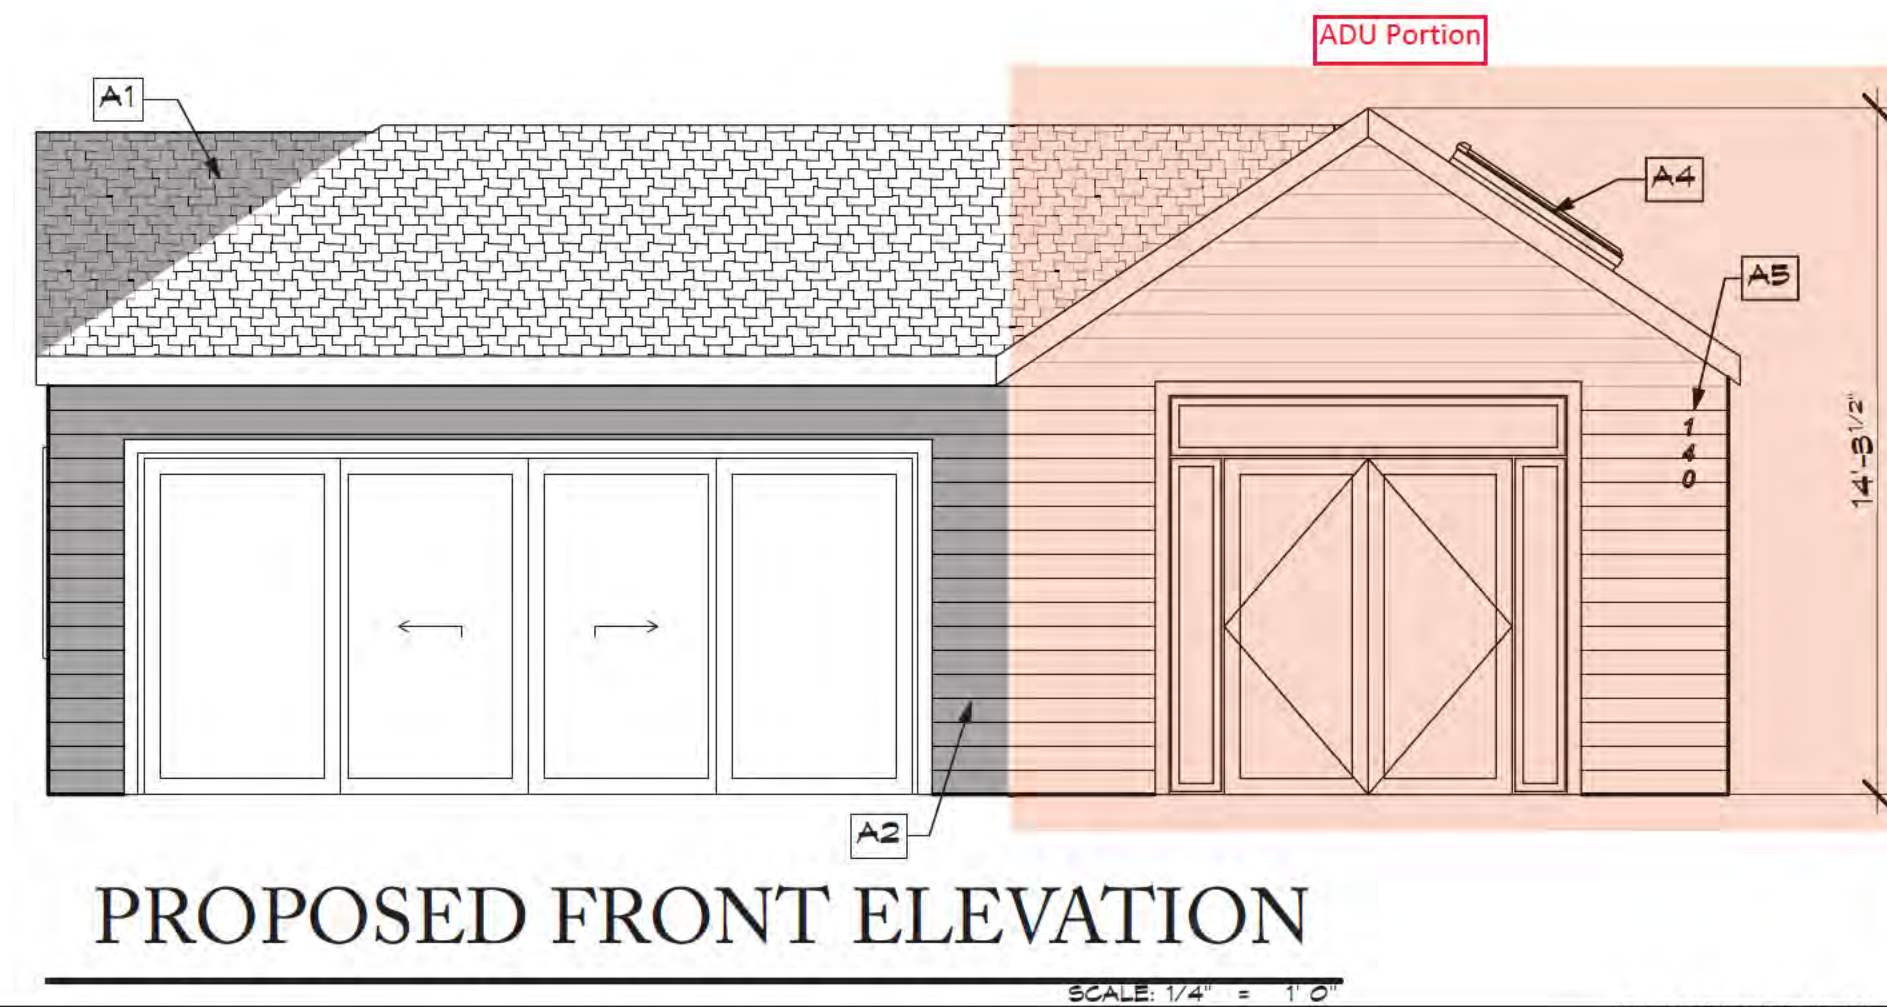 ADU Portion
A1
A4
A5
1
4
0
14'-3 1/2"
A2
PROPOSED FRONT ELEVATION
SCALE: 1/4" = 1' 0"